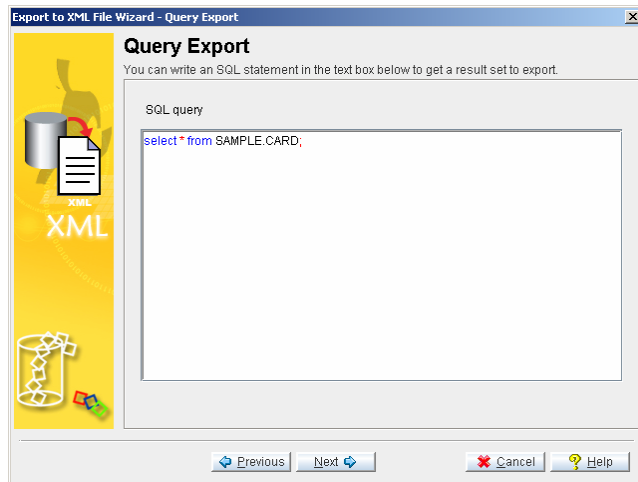 Export to XML File Wizard - Query Export
Query Export
You can write an SQL statement in the text box below to get a result set to export.
SQL query
select * from SAMPLE.CARD;
XML
XML
Previous
Next
Cancel
Help